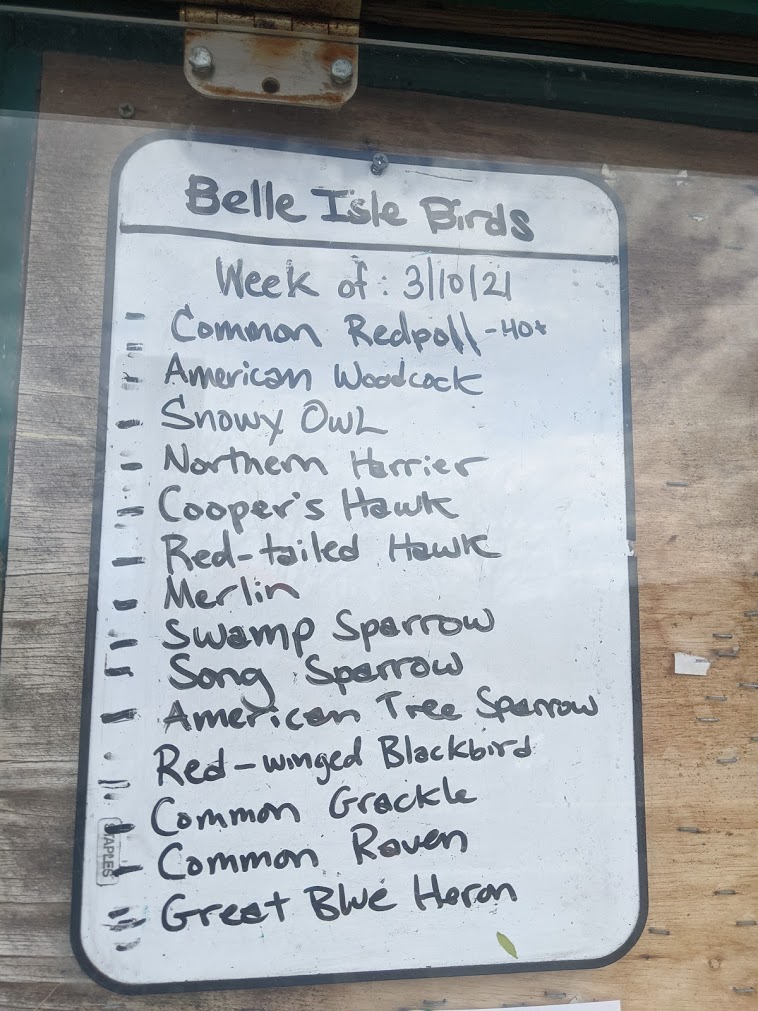 Belle Isle Birds
Week of: 3/10/21
- Common Redpoll - 40+
- American Woodcock
- Snowy Owl
- Northern Harrier
- Cooper's Hawk
- Red-tailed Hawk
- Merlin
- Swamp Sparrow
- Song Sparrow
- American Tree Sparrow
- Red-winged Blackbird
- Common Grackle
- Common Raven
- Great Blue Heron
STAPLES